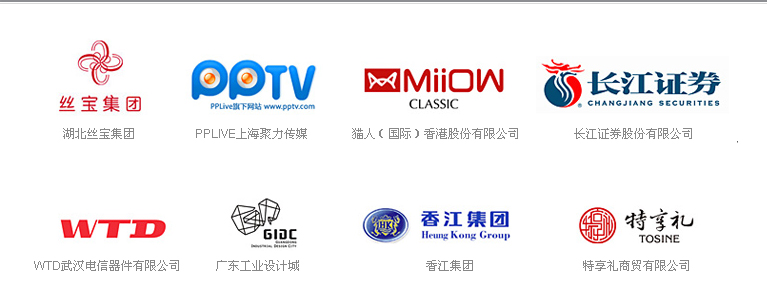 丝宝集团
湖北丝宝集团
PPTV
PPLive旗下网站 www.pptv.com
PPLIVE上海聚力传媒
MiiOW
CLASSIC
猫人（国际）香港股份有限公司
长江证券
CHANGJIANG SECURITIES
长江证券股份有限公司
WTD
WTD武汉电信器件有限公司
GIDC
GUANGDONG
INDUSTRIAL DESIGN CITY
广东工业设计城
HK
香江集团
Heung Kong Group
香江集团
特享礼
TOSINE
特享礼商贸有限公司